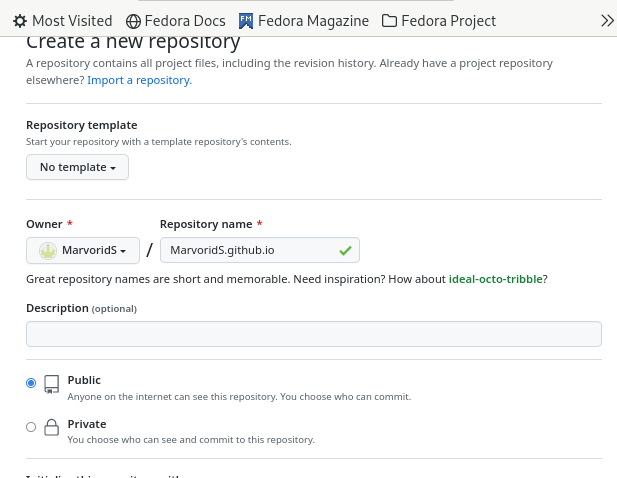 Most Visited Fedora Docs FM Fedora Magazine Fedora Project
Create a new repository
A repository contains all project files, including the revision history. Already have a project repository
elsewhere? Import a repository.
Repository template
Start your repository with a template repository's contents.
No template
Owner * Repository name *
MarvoridS / MarvoridS.github.io
Great repository names are short and memorable. Need inspiration? How about ideal-octo-tribble?
Description (optional)
Public
Anyone on the internet can see this repository. You choose who can commit.
Private
You choose who can see and commit to this repository.